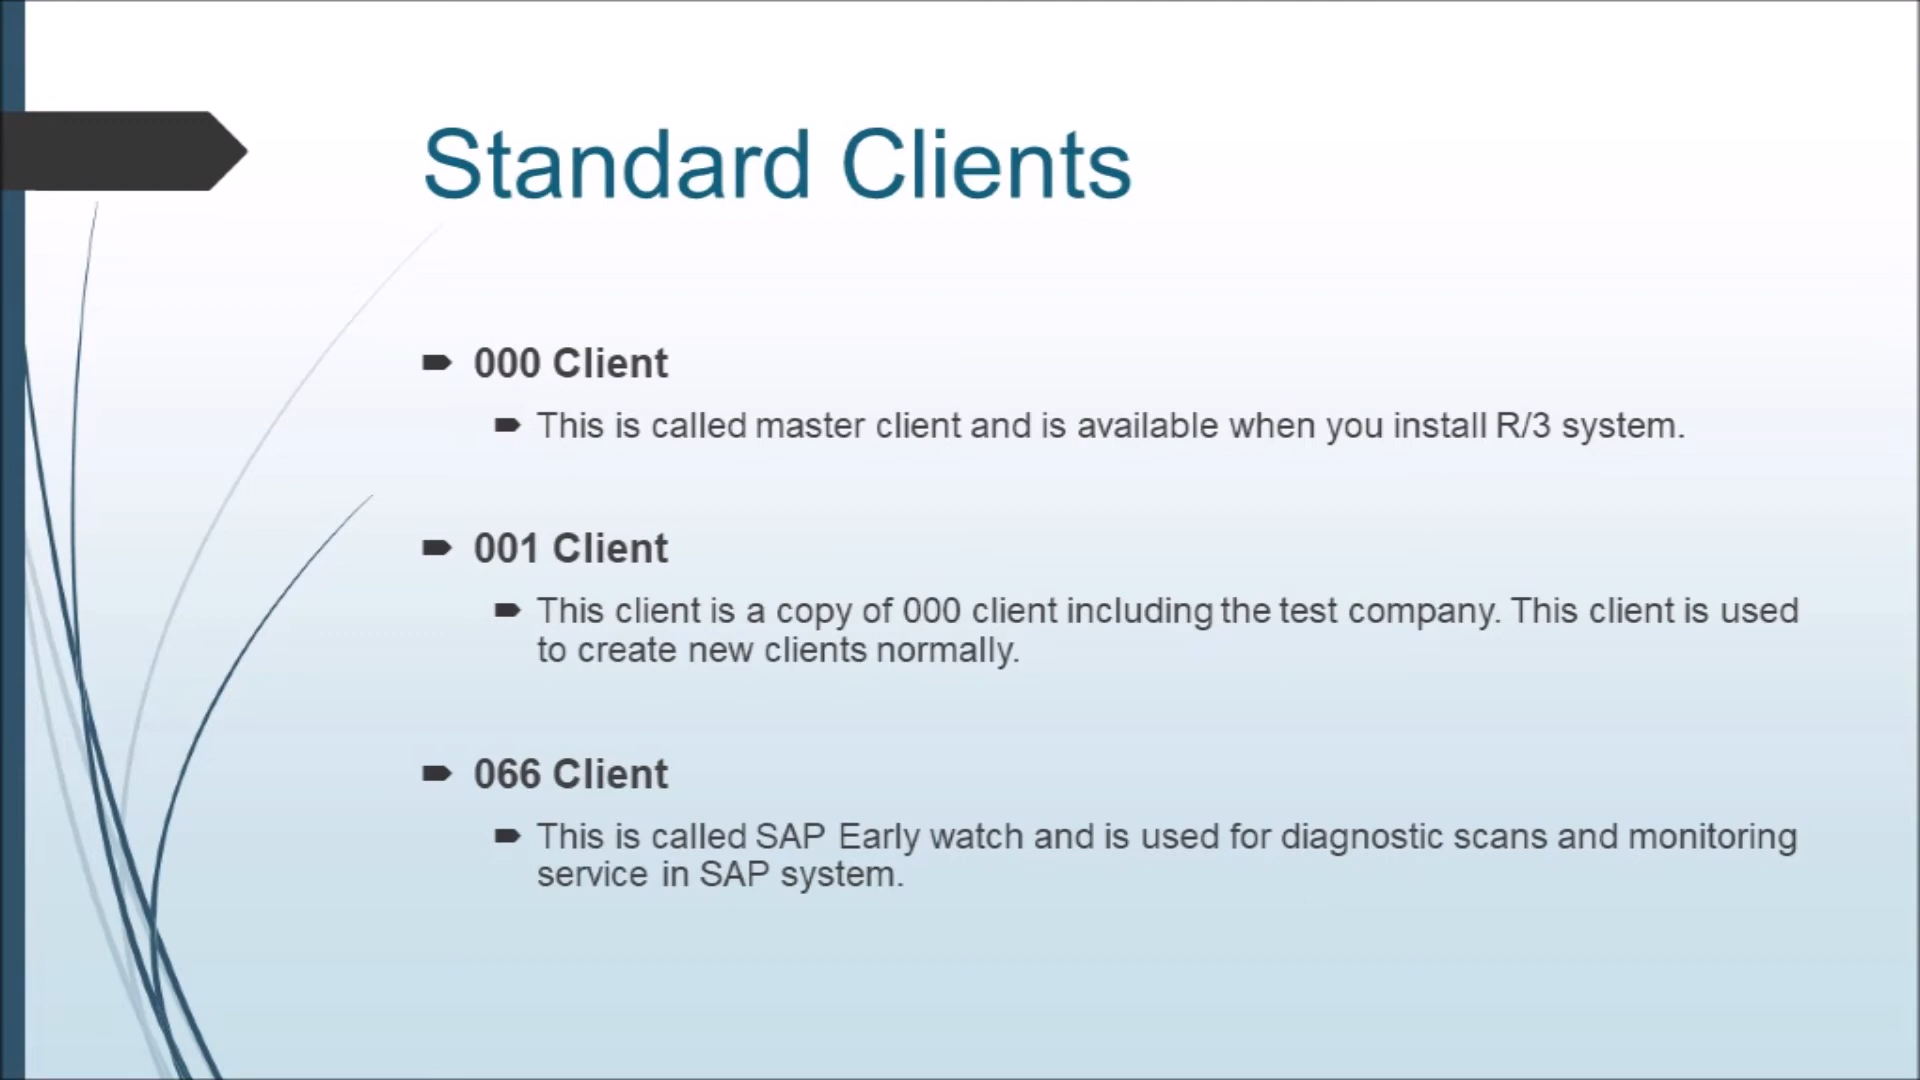 Standard Clients
000 Client
This is called master client and is available when you install R/3 system.
001 Client
This client is a copy of 000 client including the test company. This client is used
to create new clients normally.
066 Client
This is called SAP Early watch and is used for diagnostic scans and monitoring
service in SAP system.